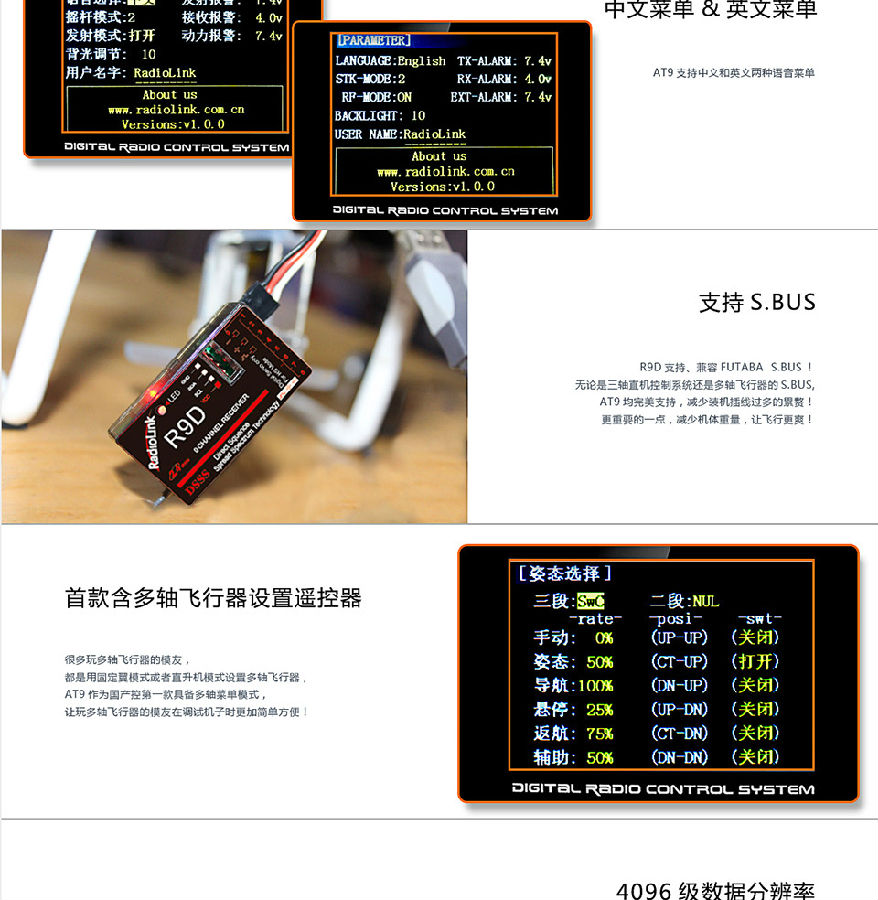 中文菜单 & 英文菜单
AT9 支持中文和英文两种语音菜单
语言选择:中文 发射报警: 7.4v
摇杆模式:2 接收报警: 4.0v
发射模式:打开 动力报警: 7.4v
背光调节: 10
用户名字: RadioLink
About us
www.radiolink.com.cn
Versions:v1.0.0
DIGITAL RADIO CONTROL SYSTEM
[PARAMETER]
LANGUAGE:English TX-ALARM: 7.4v
STK-MODE:2 RX-ALARM: 4.0v
RF-MODE:ON EXT-ALARM: 7.4v
BACKLIGHT: 10
USER NAME:RadioLink
About us
www.radiolink.com.cn
Versions:v1.0.0
DIGITAL RADIO CONTROL SYSTEM
RadioLink
R9D
LED
9CHANNELRECEIVER
DSSS
Direct Sequence
Spread Spectrum Technology
支持 S.BUS
R9D 支持、兼容 FUTABA S.BUS !
无论是三轴直机控制系统还是多轴飞行器的 S.BUS,
AT9 均完美支持，减少装机插线过多的累赘!
更重要的一点，减少机体重量，让飞行更爽!
首款含多轴飞行器设置遥控器
很多玩多轴飞行器的模友，
都是用固定翼模式或者直升机模式设置多轴飞行器，
AT9 作为国产控第一款具备多轴菜单模式，
让玩多轴飞行器的模友在调试机子时更加简单方便!
[姿态选择]
三段:SwC 二段:NUL
-rate- -posi- -swt-
手动: 0% (UP-UP) (关闭)
姿态: 50% (CT-UP) (打开)
导航:100% (DN-UP) (关闭)
悬停: 25% (UP-DN) (关闭)
返航: 75% (CT-DN) (关闭)
辅助: 50% (DN-DN) (关闭)
DIGITAL RADIO CONTROL SYSTEM
4096 级数据分辨率